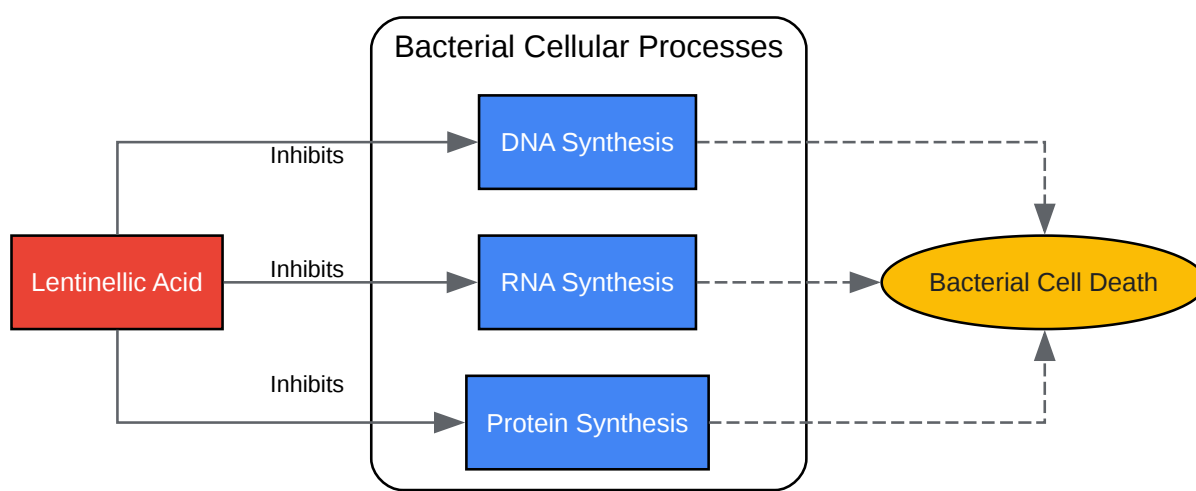 Bacterial Cellular Processes
DNA Synthesis
Inhibits
Lentinellic Acid
Inhibits
RNA Synthesis
Bacterial Cell Death
Inhibits
Protein Synthesis